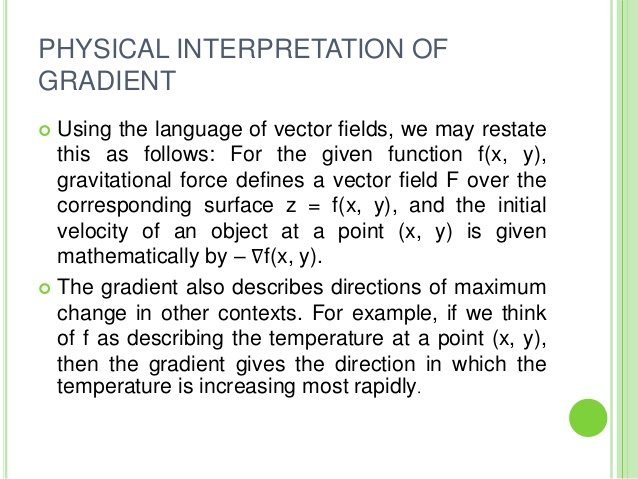 PHYSICAL INTERPRETATION OF
GRADIENT
Using the language of vector fields, we may restate
this as follows: For the given function f(x, y),
gravitational force defines a vector field F over the
corresponding surface z = f(x, y), and the initial
velocity of an object at a point (x, y) is given
mathematically by – ∇f(x, y).
The gradient also describes directions of maximum
change in other contexts. For example, if we think
of f as describing the temperature at a point (x, y),
then the gradient gives the direction in which the
temperature is increasing most rapidly.